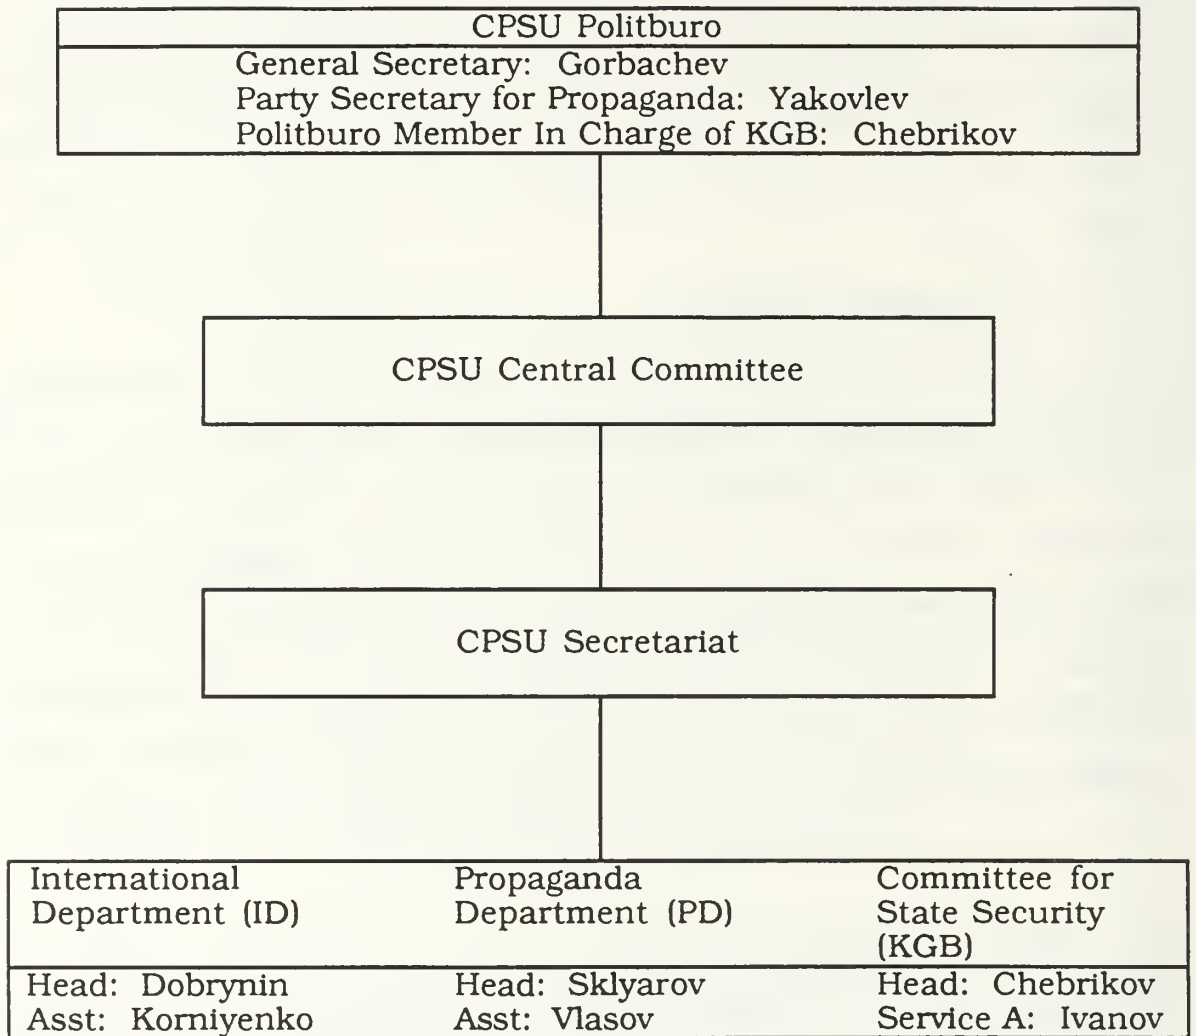 CPSU Politburo
General Secretary: Gorbachev
Party Secretary for Propaganda: Yakovlev
Politburo Member In Charge of KGB: Chebrikov
CPSU Central Committee
CPSU Secretariat
International
Department (ID)
Propaganda
Department (PD)
Committee for
State Security
(KGB)
Head: Dobrynin
Asst: Korniyenko
Head: Sklyarov
Asst: Vlasov
Head: Chebrikov
Service A: Ivanov